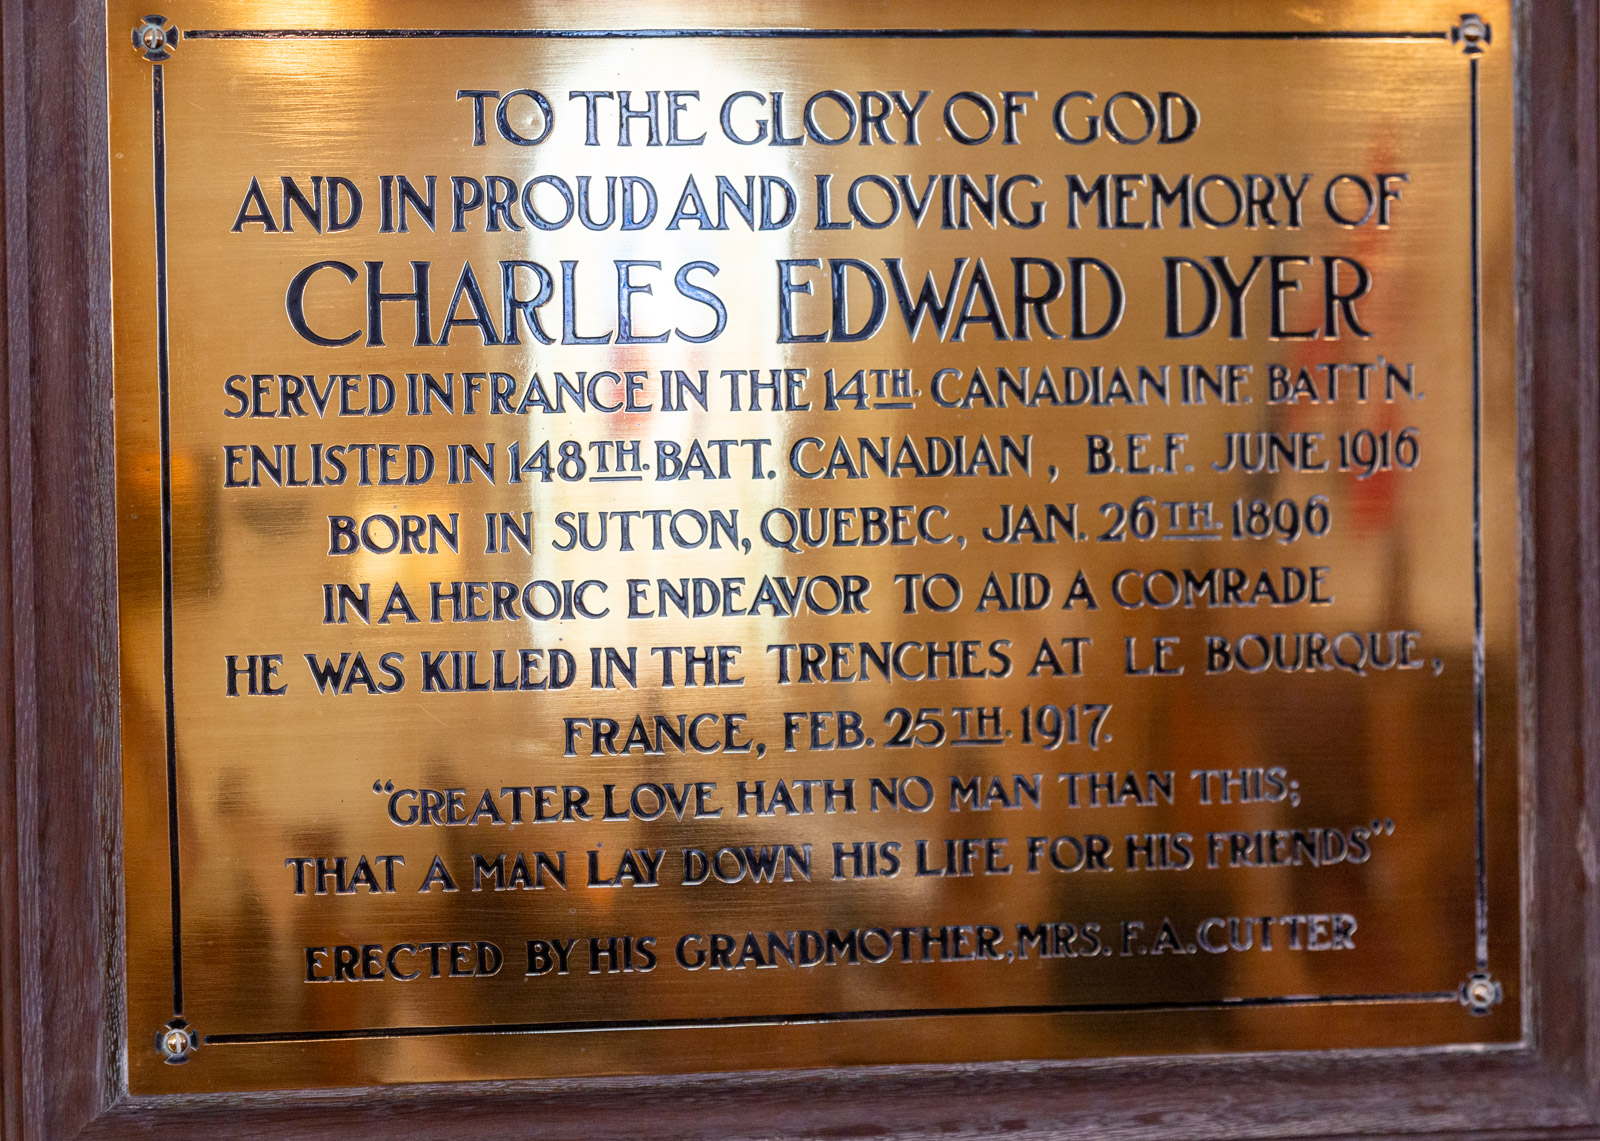 TO THE GLORY OF GOD
AND IN PROUD AND LOVING MEMORY OF
CHARLES EDWARD DYER
SERVED IN FRANCE IN THE 14TH. CANADIAN INF. BATT'N.
ENLISTED IN 148TH. BATT. CANADIAN, B.E.F. JUNE 1916
BORN IN SUTTON, QUEBEC, JAN. 26TH. 1896
IN A HEROIC ENDEAVOR TO AID A COMRADE
HE WAS KILLED IN THE TRENCHES AT LE BOURQUE,
FRANCE, FEB. 25TH. 1917.
“GREATER LOVE HATH NO MAN THAN THIS;
THAT A MAN LAY DOWN HIS LIFE FOR HIS FRIENDS”
ERECTED BY HIS GRANDMOTHER, MRS. F.A. CUTTER